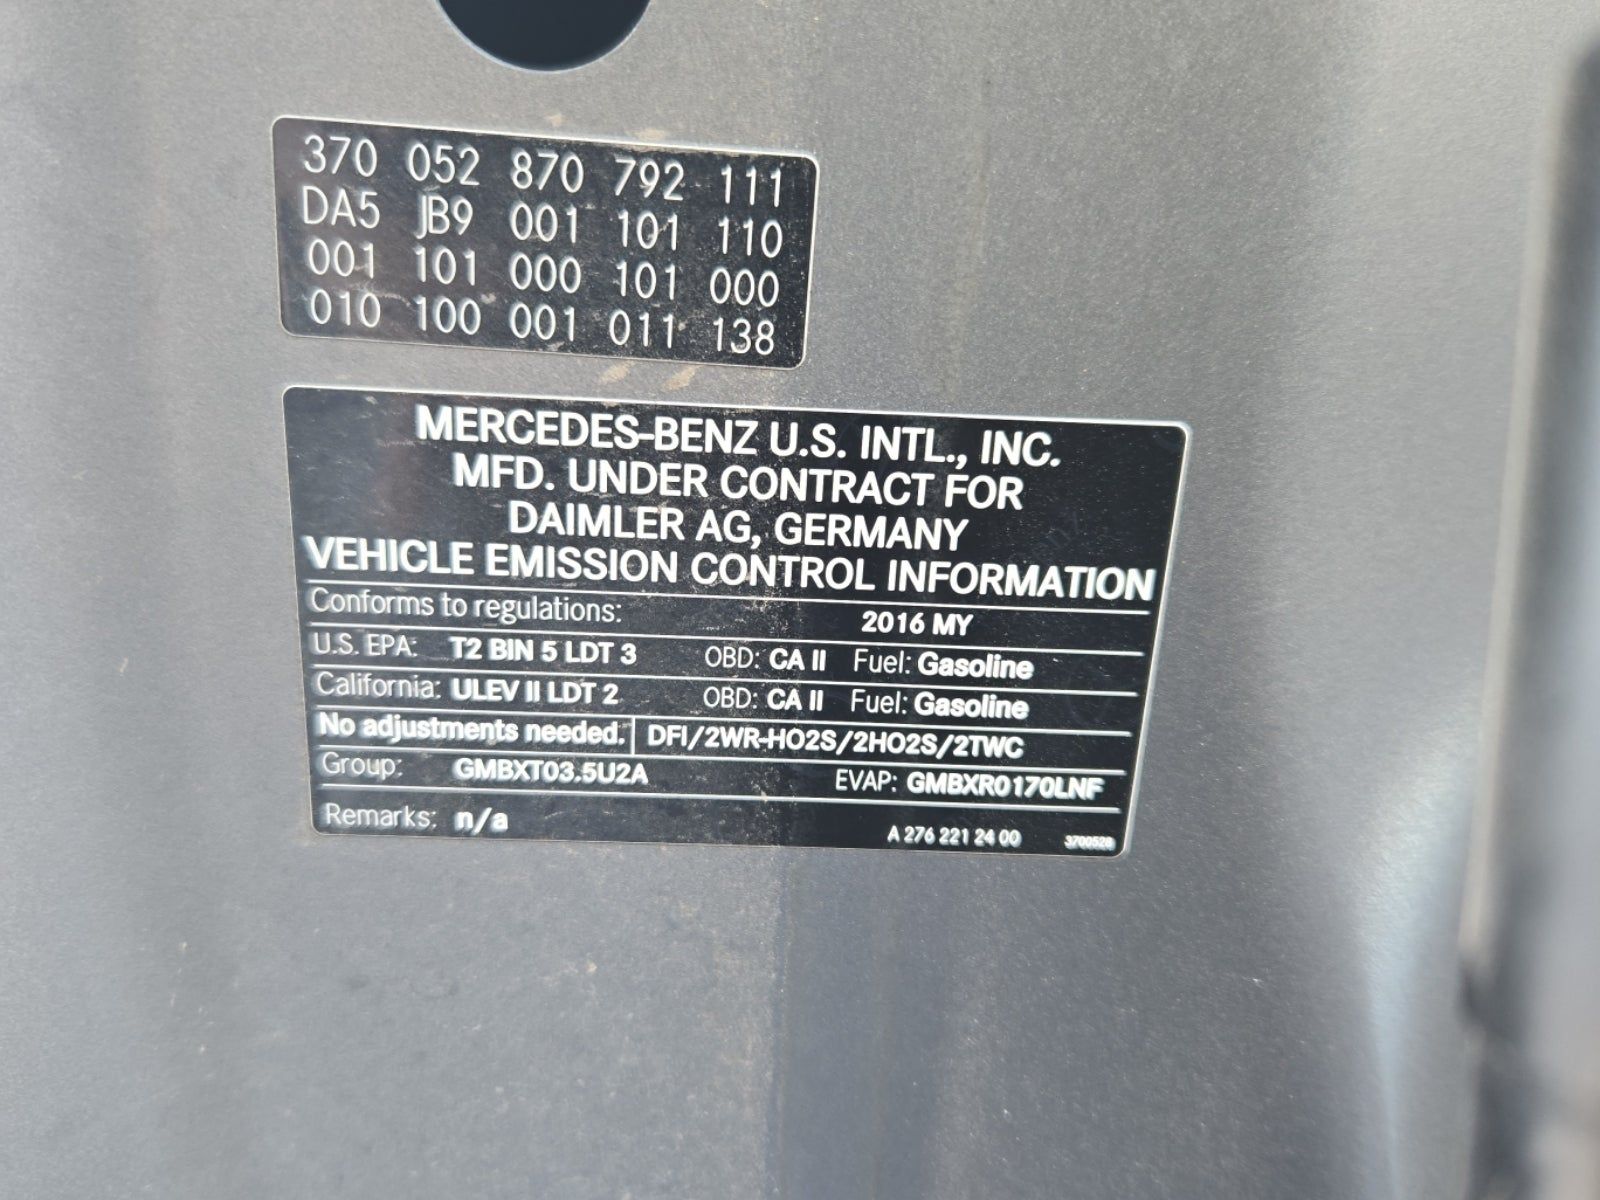 370 052 870 792 111
DA5 JB9 001 101 110
001 101 000 101 000
010 100 001 011 138
MERCEDES-BENZ U.S. INTL., INC.
MFD. UNDER CONTRACT FOR
DAIMLER AG, GERMANY
VEHICLE EMISSION CONTROL INFORMATION
Conforms to regulations: 2016 MY
U.S. EPA: T2 BIN 5 LDT 3 OBD: CA II Fuel: Gasoline
California: ULEV II LDT 2 OBD: CA II Fuel: Gasoline
No adjustments needed. DFI/2WR-HO2S/2HO2S/2TWC
Group: GMBXT03.5U2A EVAP: GMBXR0170LNF
Remarks: n/a A 276 221 24 00 3700528